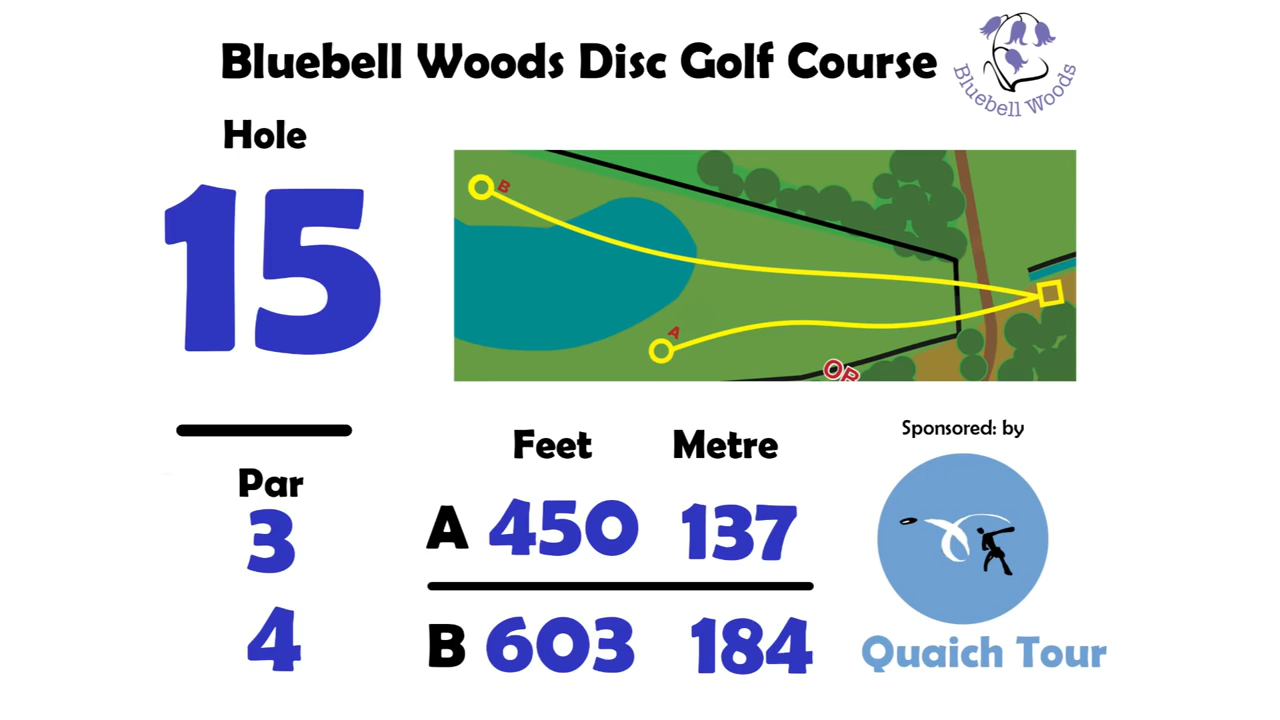 Bluebell Woods Disc Golf Course
Bluebell Woods
Hole
15
B
A
OB
Par
3
4
Feet Metre
A 450 137
B 603 184
Sponsored: by
Quaich Tour